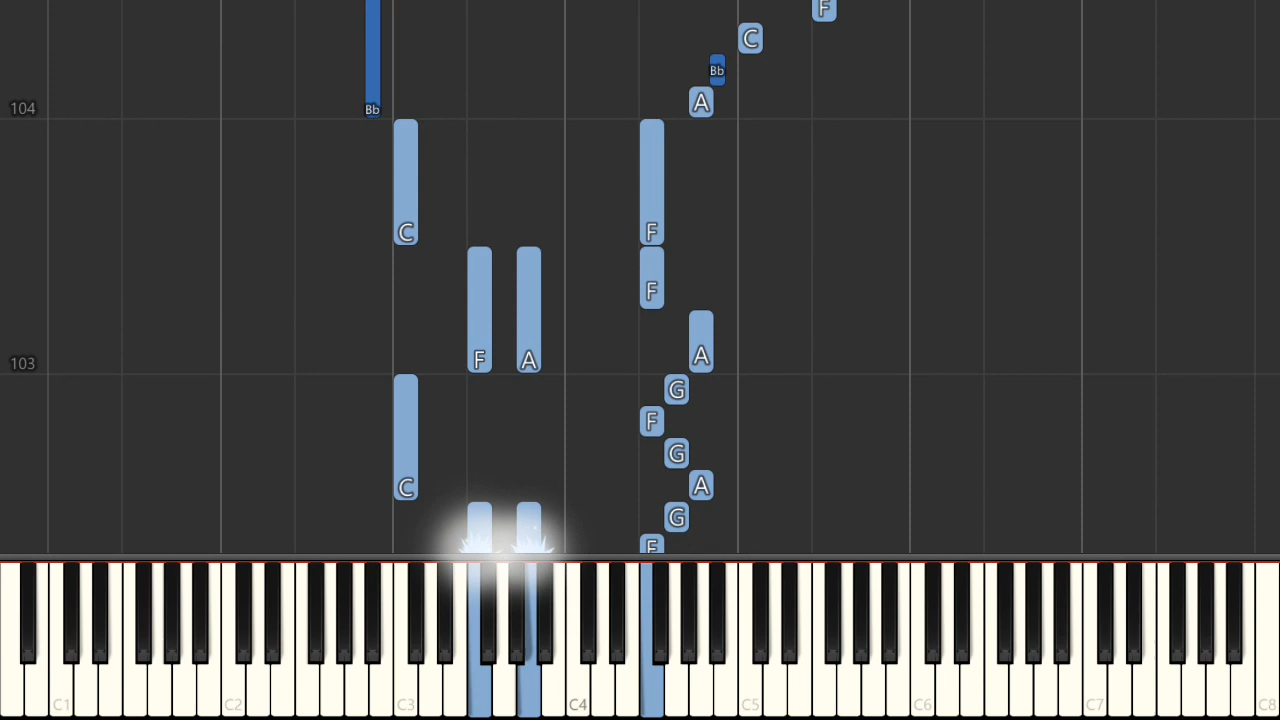 F
C
Bb
A
104 Bb
C F
F
F A A
103
G
F
G
C A
G
F
C1 C2 C3 C4 C5 C6 C7 C8